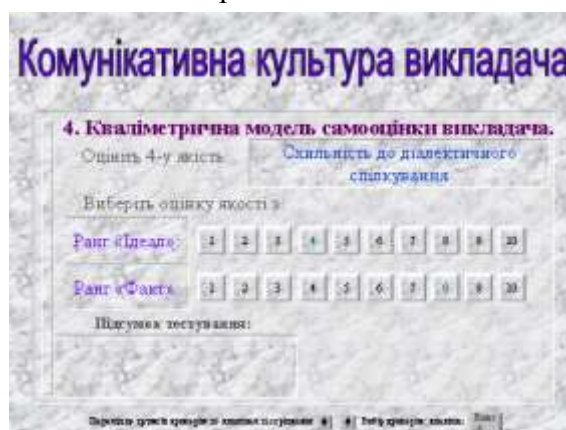 Комунікативна культура викладача
4. Кваліметрична модель самооцінки викладача.
Оцініть 4-у якість
Схильність до діалектичного
спілкування
Виберіть оцінку якості з
Ранг «Ідеал»: 1 2 3 4 5 6 7 8 9 10
Ранг «Факт» 1 2 3 4 5 6 7 8 9 10
Підсумок тестування: